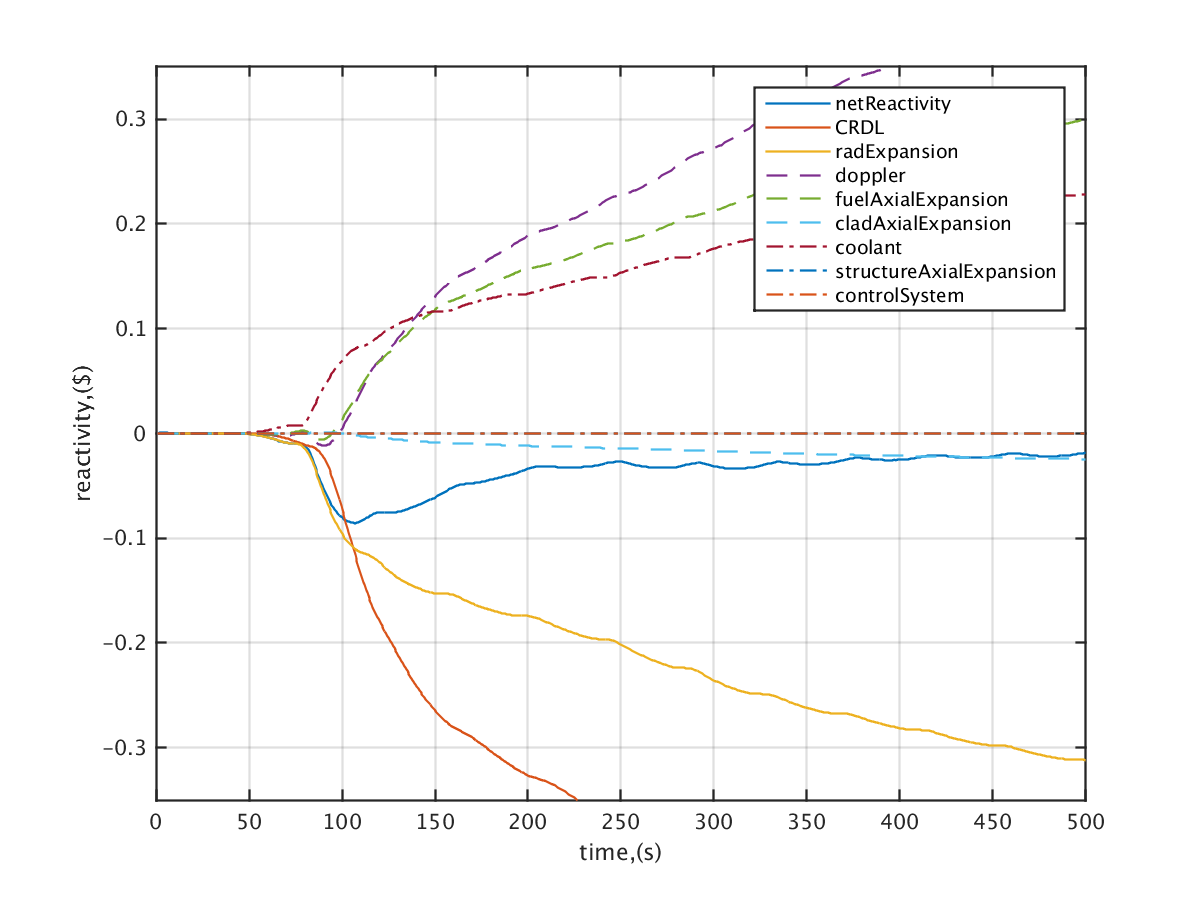 0.3
0.2
0.1
0
−0.1
−0.2
−0.3
reactivity,($)
netReactivity
CRDL
radExpansion
doppler
fuelAxialExpansion
cladAxialExpansion
coolant
structureAxialExpansion
controlSystem
0 50 100 150 200 250 300 350 400 450 500
time,(s)